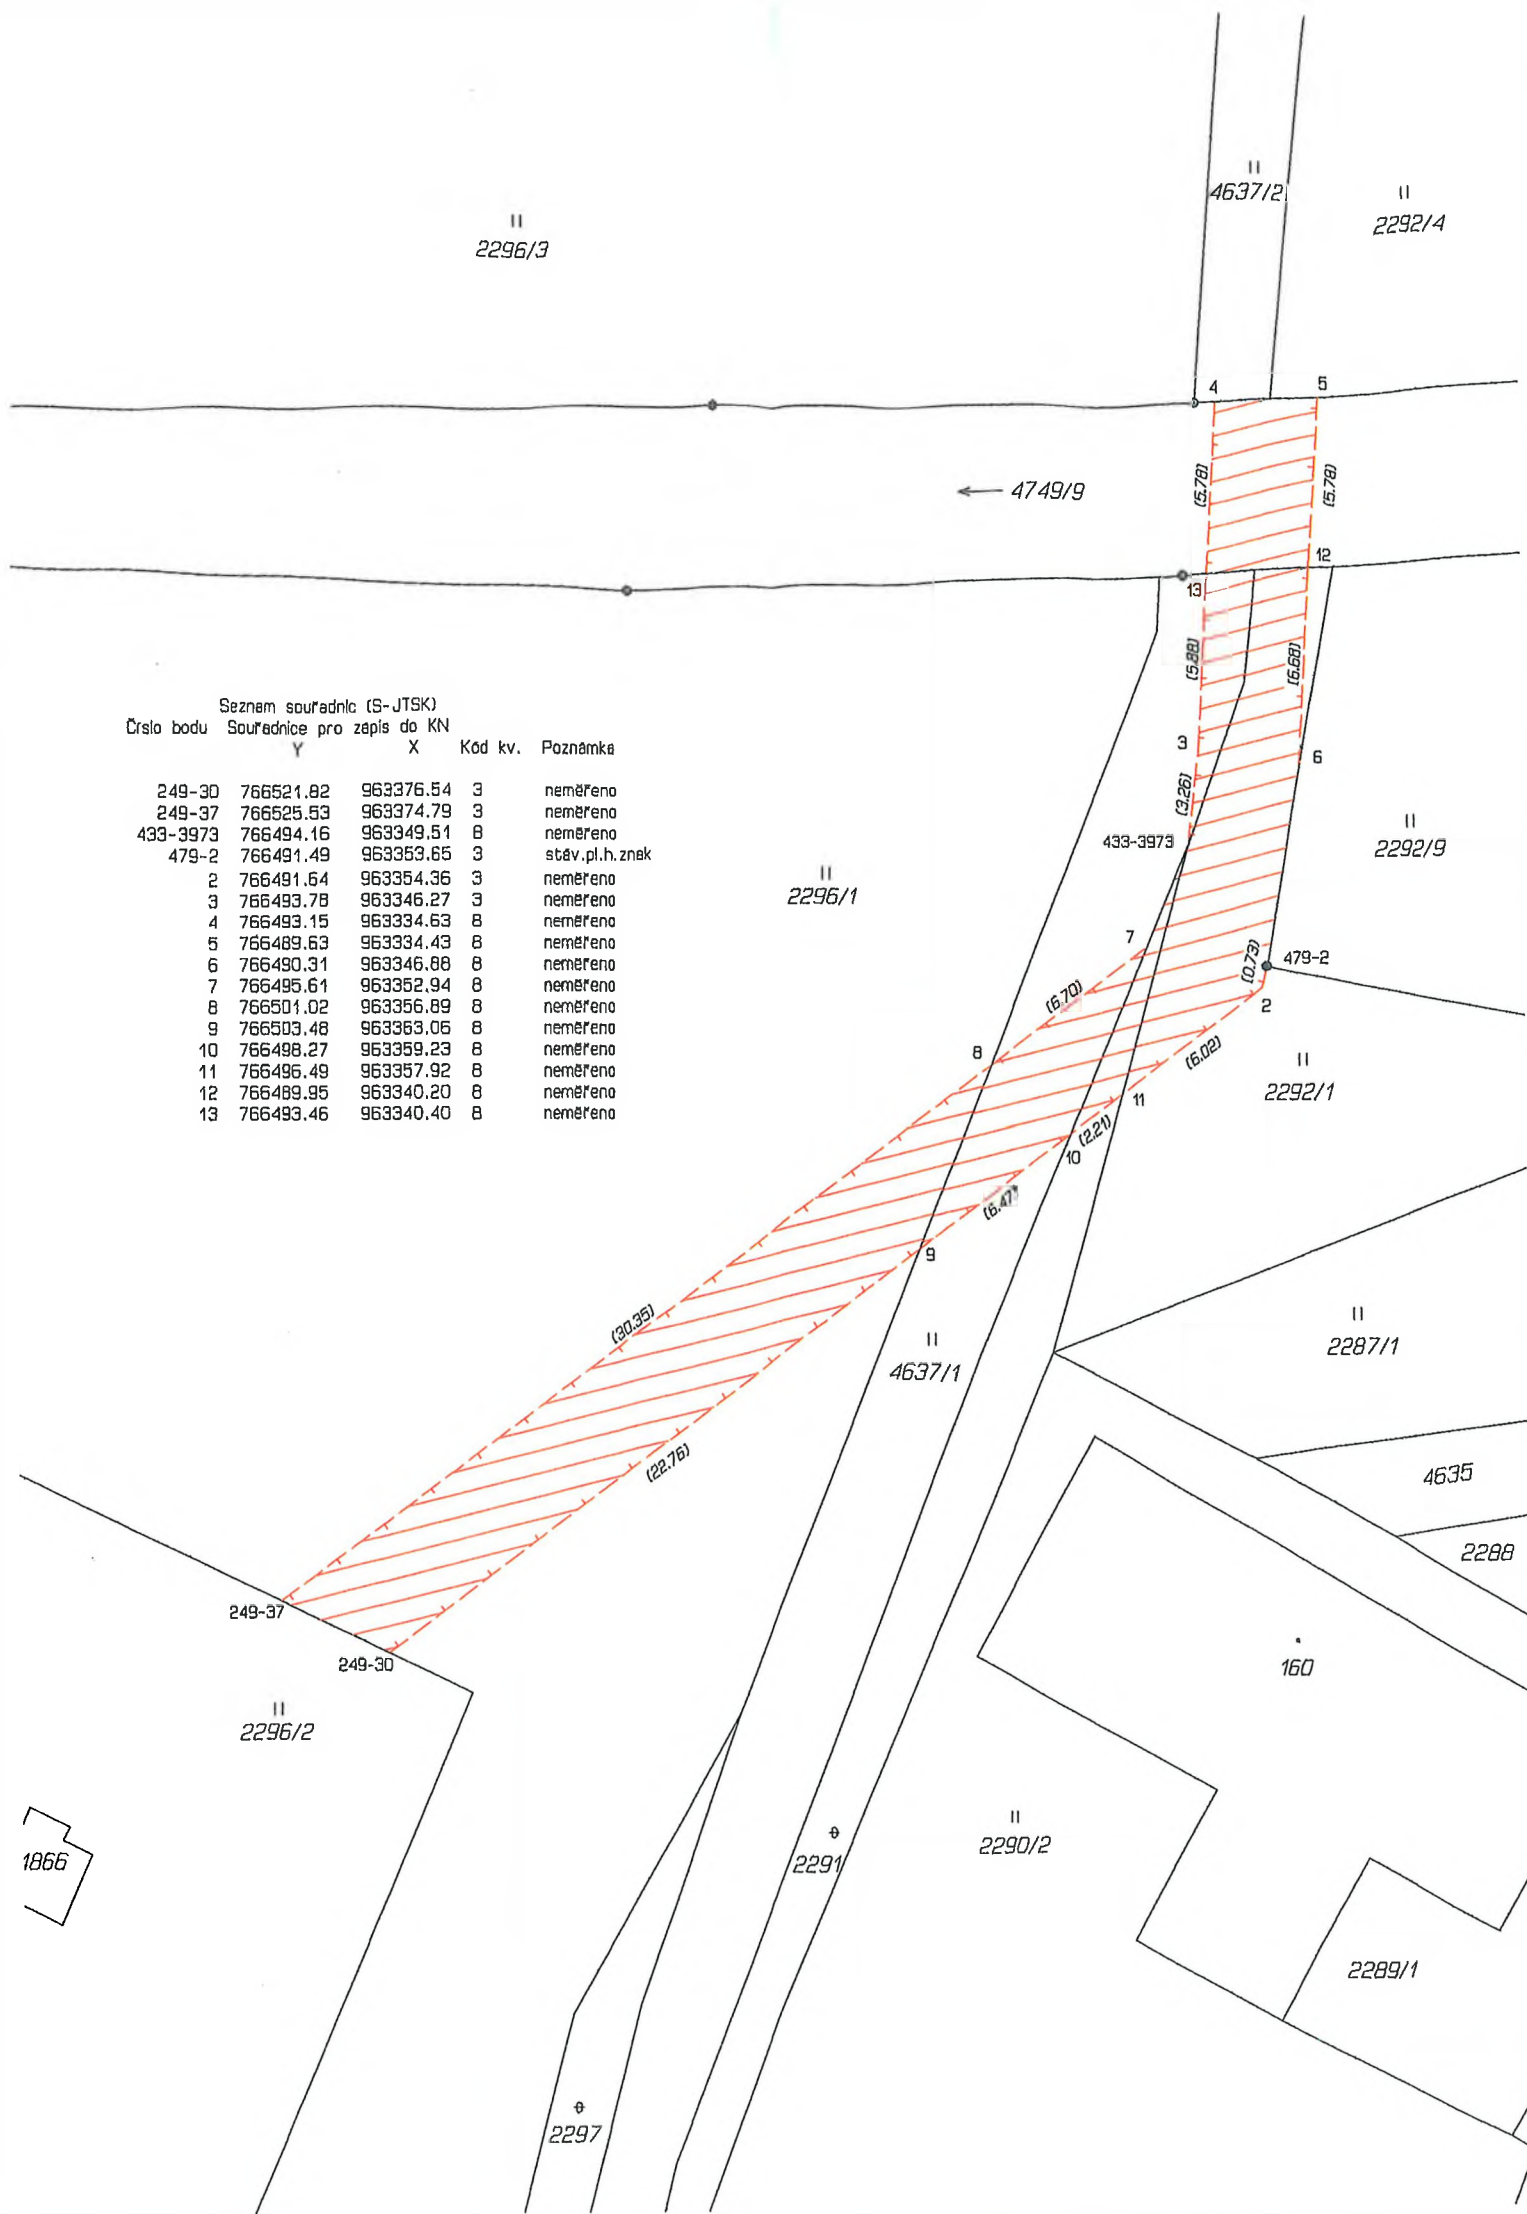 4637/2
2292/4
2296/3
4
5
4749/9
(5.78)
(5.78)
12
13
(5.88)
(6.68)
3
6
(3.26)
433-3973
2292/9
2296/1
Seznam souřadnic (S-JTSK)
Číslo bodu Souřadnice pro zápis do KN
Y X Kód kv. Poznámka
249-30 766521.82 963376.54 3 neměřeno
249-37 766525.53 963374.79 3 neměřeno
433-3973 766494.16 963349.51 8 neměřeno
479-2 766491.49 963353.65 3 stáv.pl.h.znak
2 766491.64 963354.36 3 neměřeno
3 766493.78 963346.27 3 neměřeno
4 766493.15 963334.63 8 neměřeno
5 766489.63 963334.43 8 neměřeno
6 766490.31 963346.88 8 neměřeno
7 766495.61 963352.94 8 neměřeno
8 766501.02 963356.89 8 neměřeno
9 766503.48 963363.06 8 neměřeno
10 766498.27 963359.23 8 neměřeno
11 766496.49 963357.92 8 neměřeno
12 766489.95 963340.20 8 neměřeno
13 766493.46 963340.40 8 neměřeno
7
(0.73)
479-2
(6.70)
2
8
(6.02)
2292/1
11
(2.21)
10
(6.47)
9
(30.35)
4637/1
2287/1
(22.76)
4635
2288
249-37
249-30
160
2296/2
2290/2
1866
2291
2289/1
2297